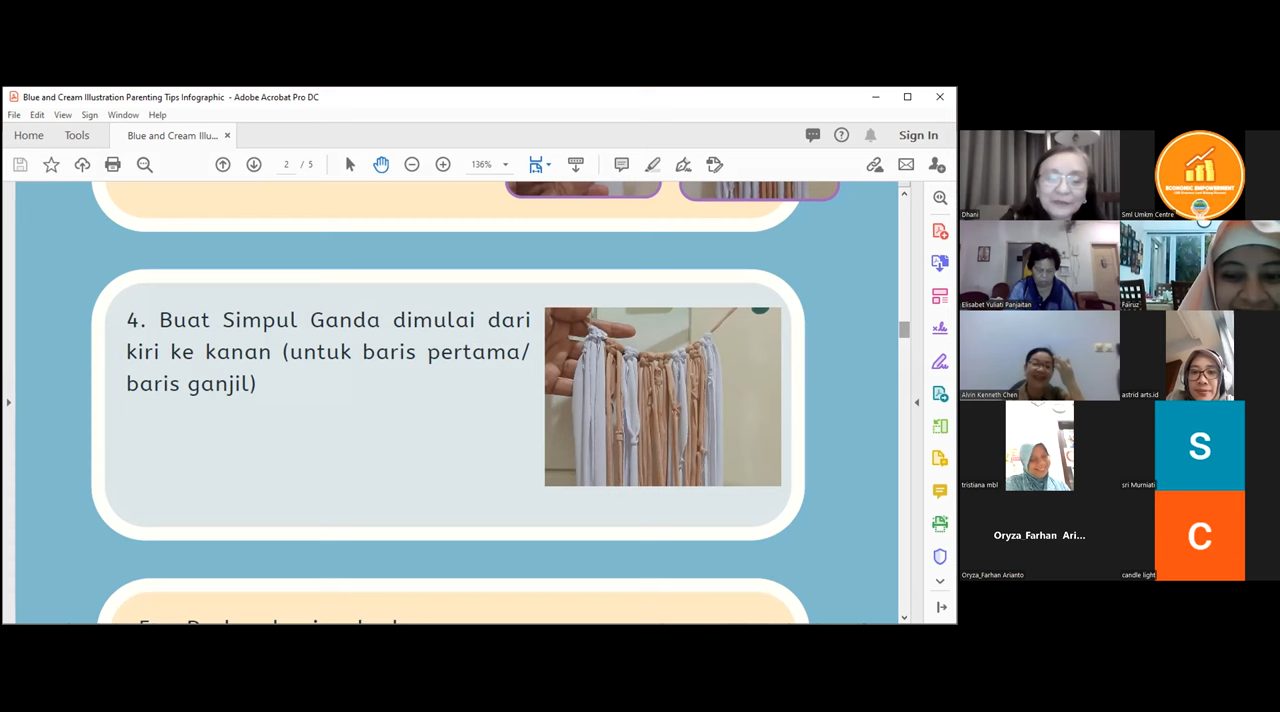 Blue and Cream Illustration Parenting Tips Infographic - Adobe Acrobat Pro DC
File Edit View Sign Window Help
Home Tools Blue and Cream Illu... Sign In
2 / 5 136%
4. Buat Simpul Ganda dimulai dari
kiri ke kanan (untuk baris pertama/
baris ganjil)
Dhani
ECONOMIC EMPOWERMENT
Sml Umkm Centre
Elisabet Yuliati Panjaitan
Fairuz
Alvin Kenneth Chen
astrid arts.id
tristiana mbl
S
sri Murniati
Oryza_Farhan Ari...
Oryza_Farhan Arianto
C
candle light